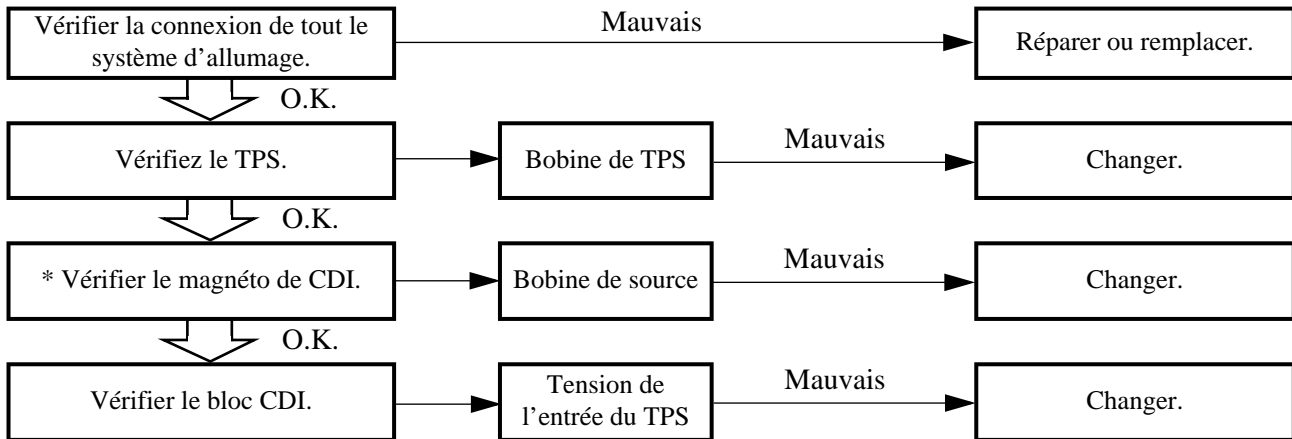 Vérifier la connexion de tout le
système d'allumage.
Mauvais
Réparer ou remplacer.
O.K.
Vérifiez le TPS.
Bobine de TPS
Mauvais
Changer.
O.K.
* Vérifier le magnéto de CDI.
Bobine de source
Mauvais
Changer.
O.K.
Vérifier le bloc CDI.
Tension de
l'entrée du TPS
Mauvais
Changer.